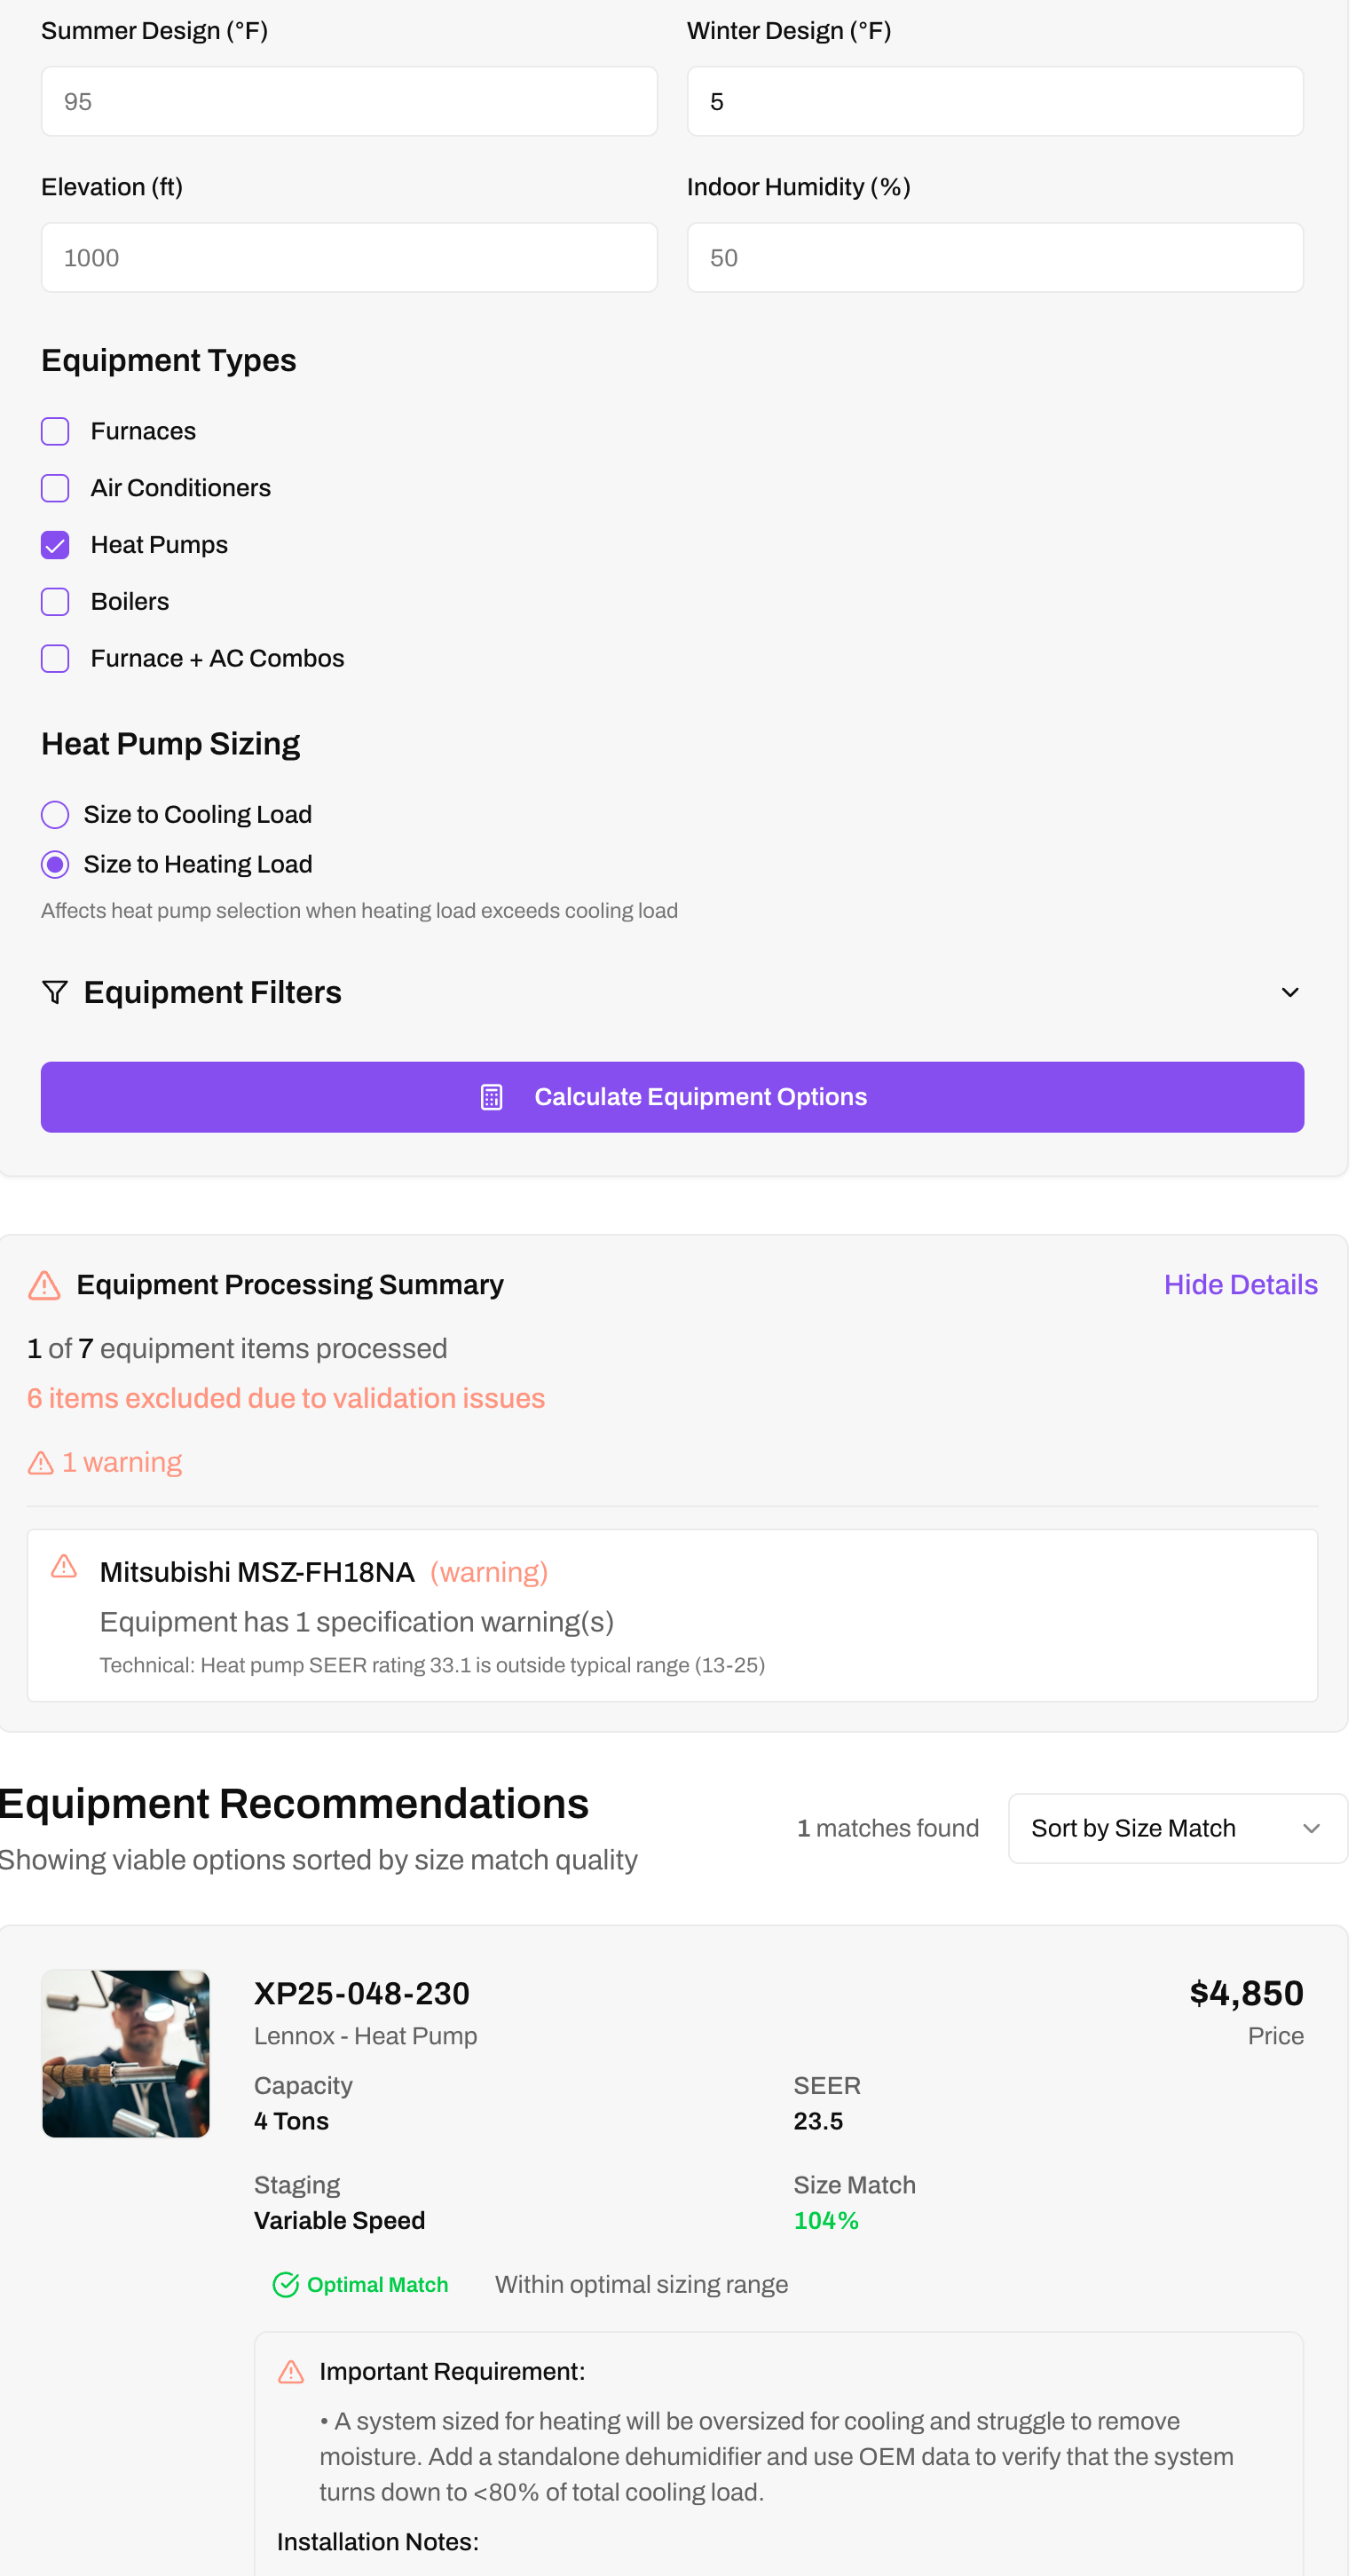 Summer Design (°F)
Winter Design (°F)
95
5
Elevation (ft)
Indoor Humidity (%)
1000
50
Equipment Types
Furnaces
Air Conditioners
Heat Pumps
Boilers
Furnace + AC Combos
Heat Pump Sizing
Size to Cooling Load
Size to Heating Load
Affects heat pump selection when heating load exceeds cooling load
Equipment Filters
Calculate Equipment Options
Equipment Processing Summary
Hide Details
1 of 7 equipment items processed
6 items excluded due to validation issues
1 warning
Mitsubishi MSZ-FH18NA (warning)
Equipment has 1 specification warning(s)
Technical: Heat pump SEER rating 33.1 is outside typical range (13-25)
Equipment Recommendations
Showing viable options sorted by size match quality
1 matches found
Sort by Size Match
XP25-048-230
$4,850
Lennox - Heat Pump
Price
Capacity
SEER
4 Tons
23.5
Staging
Size Match
Variable Speed
104%
Optimal Match
Within optimal sizing range
Important Requirement:
• A system sized for heating will be oversized for cooling and struggle to remove
moisture. Add a standalone dehumidifier and use OEM data to verify that the system
turns down to <80% of total cooling load.
Installation Notes: